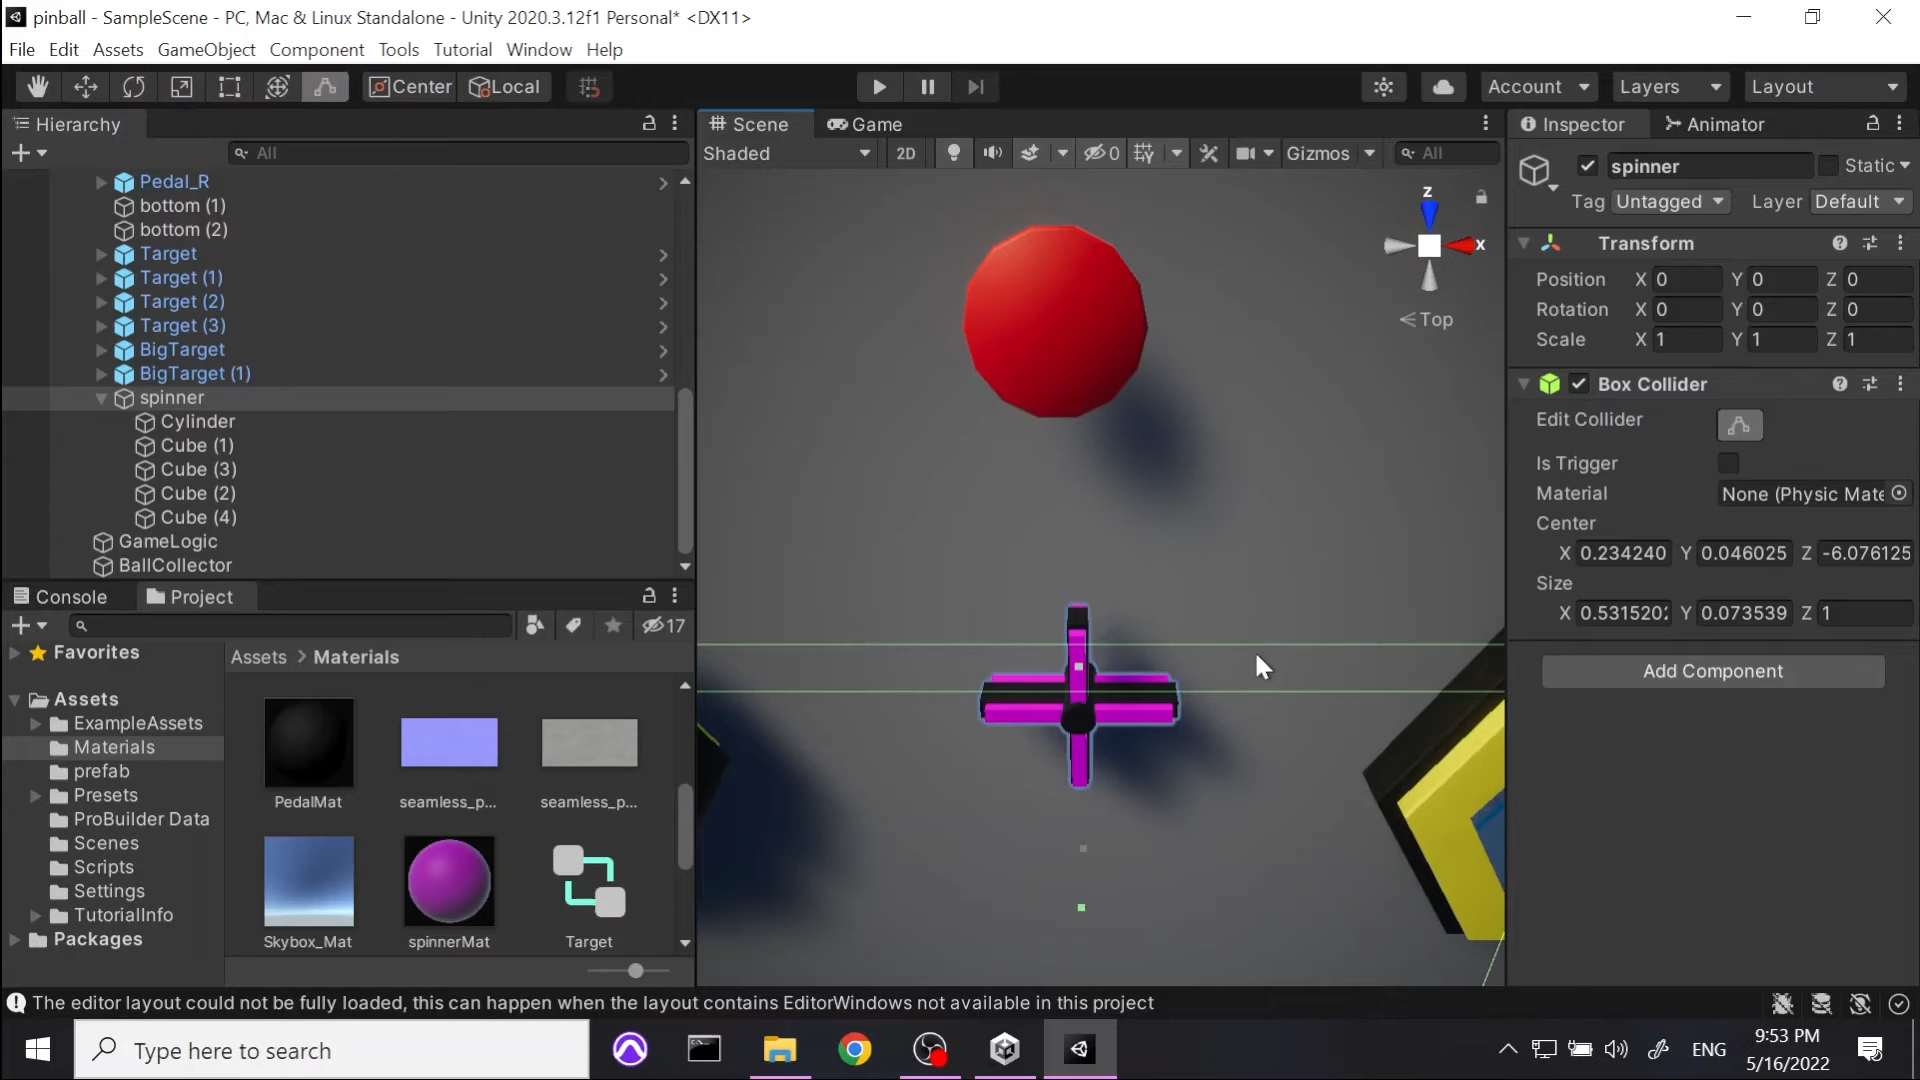 pinball - SampleScene - PC, Mac & Linux Standalone - Unity 2020.3.12f1 Personal* <DX11>
File Edit Assets GameObject Component Tools Tutorial Window Help
Center Local Account Layers Layout
Hierarchy
All
Pedal_R
bottom (1)
bottom (2)
Target
Target (1)
Target (2)
Target (3)
BigTarget
BigTarget (1)
spinner
Cylinder
Cube (1)
Cube (3)
Cube (2)
Cube (4)
GameLogic
BallCollector
Scene Game
Shaded 2D 0 Gizmos All
z
x
Top
Inspector Animator
spinner Static
Tag Untagged Layer Default
Transform
Position X 0 Y 0 Z 0
Rotation X 0 Y 0 Z 0
Scale X 1 Y 1 Z 1
Box Collider
Edit Collider
Is Trigger
Material None (Physic Mate
Center
X 0.234240 Y 0.046025 Z -6.076125
Size
X 0.531520 Y 0.073539 Z 1
Add Component
Console Project
17
Favorites
Assets
ExampleAssets
Materials
prefab
Presets
ProBuilder Data
Scenes
Scripts
Settings
TutorialInfo
Packages
Assets > Materials
PedalMat seamless_p... seamless_p...
Skybox_Mat spinnerMat Target
The editor layout could not be fully loaded, this can happen when the layout contains EditorWindows not available in this project
Type here to search
ENG
9:53 PM
5/16/2022